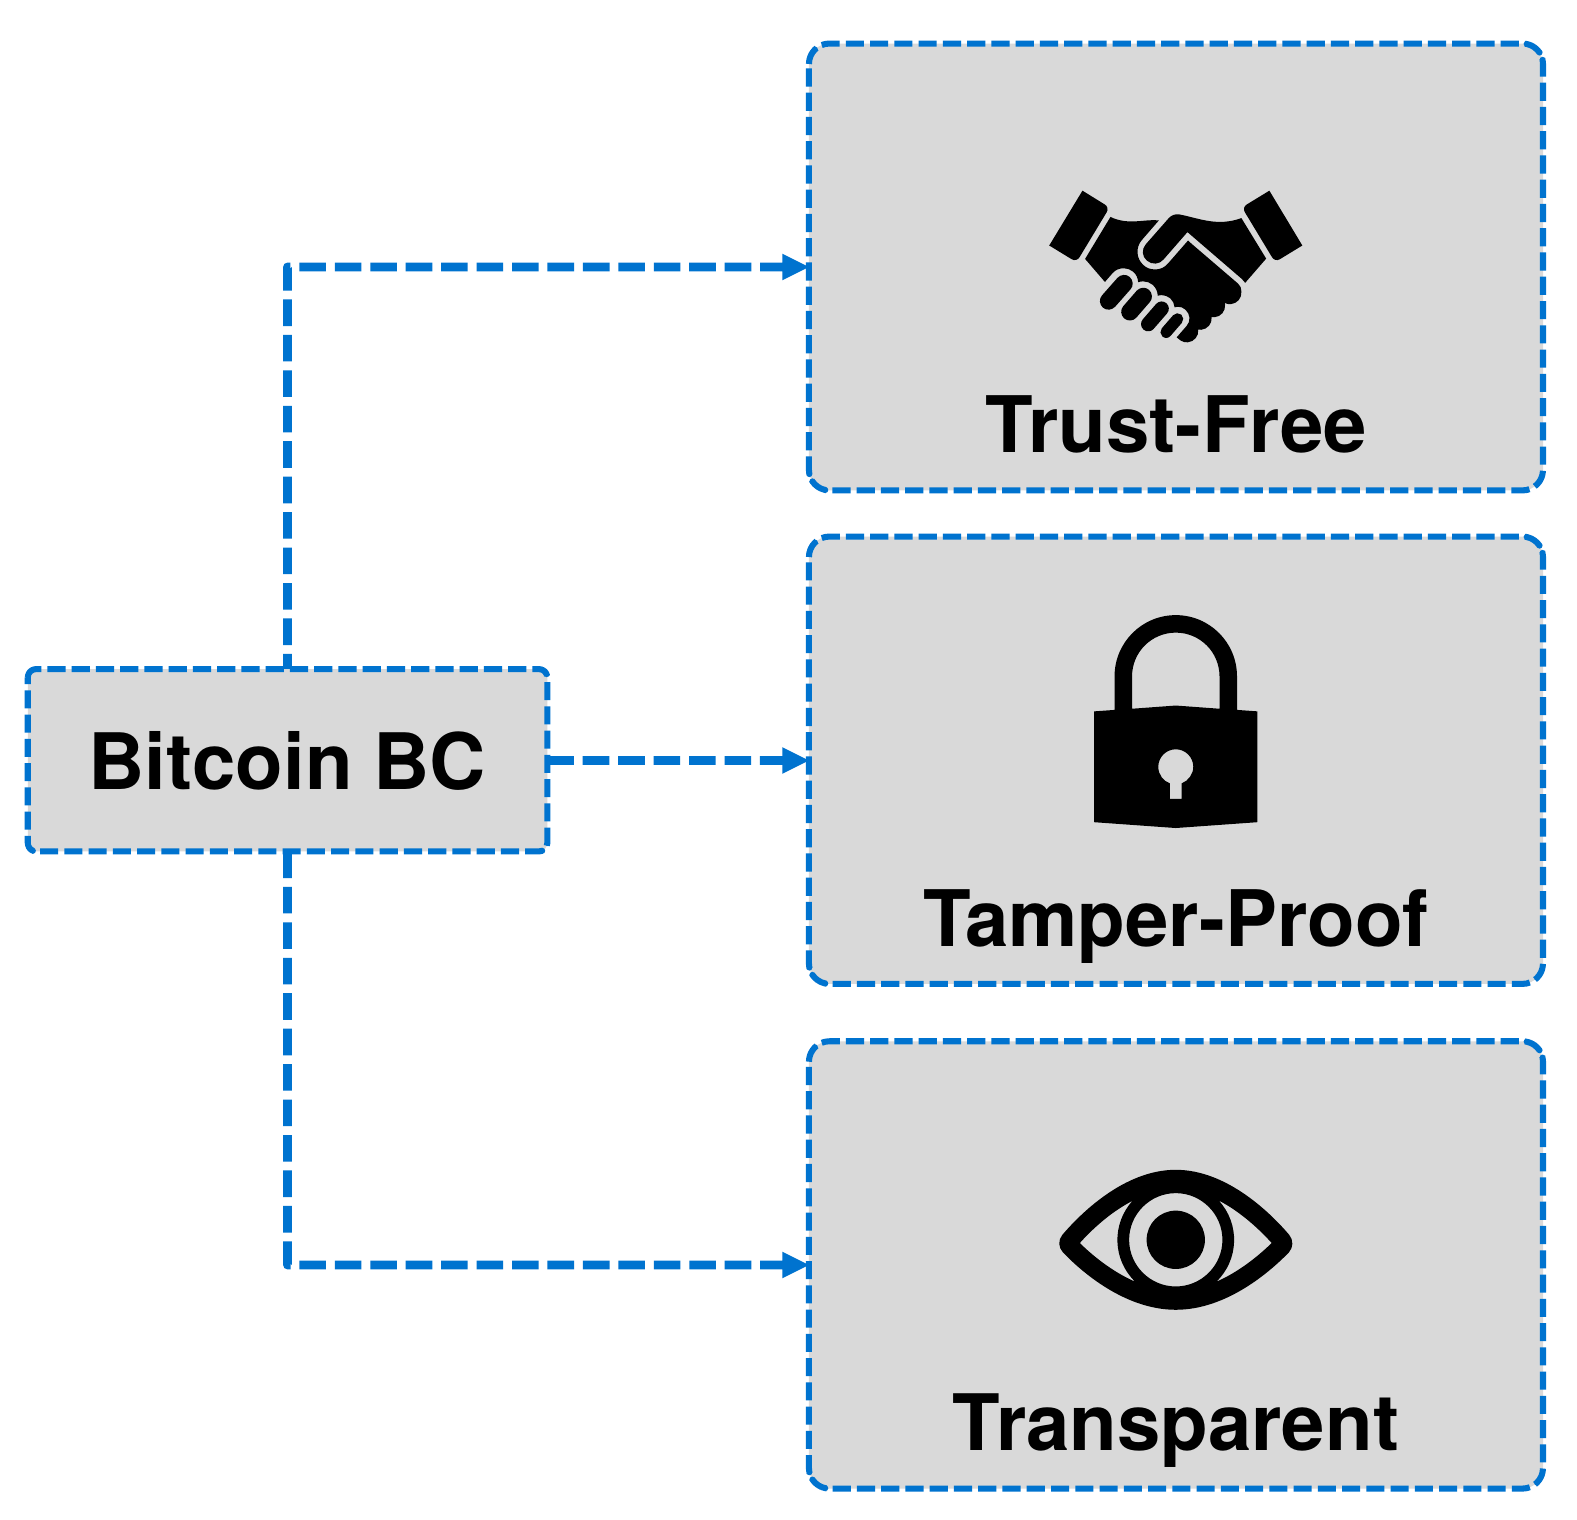 Trust-Free
Bitcoin BC
Tamper-Proof
Transparent